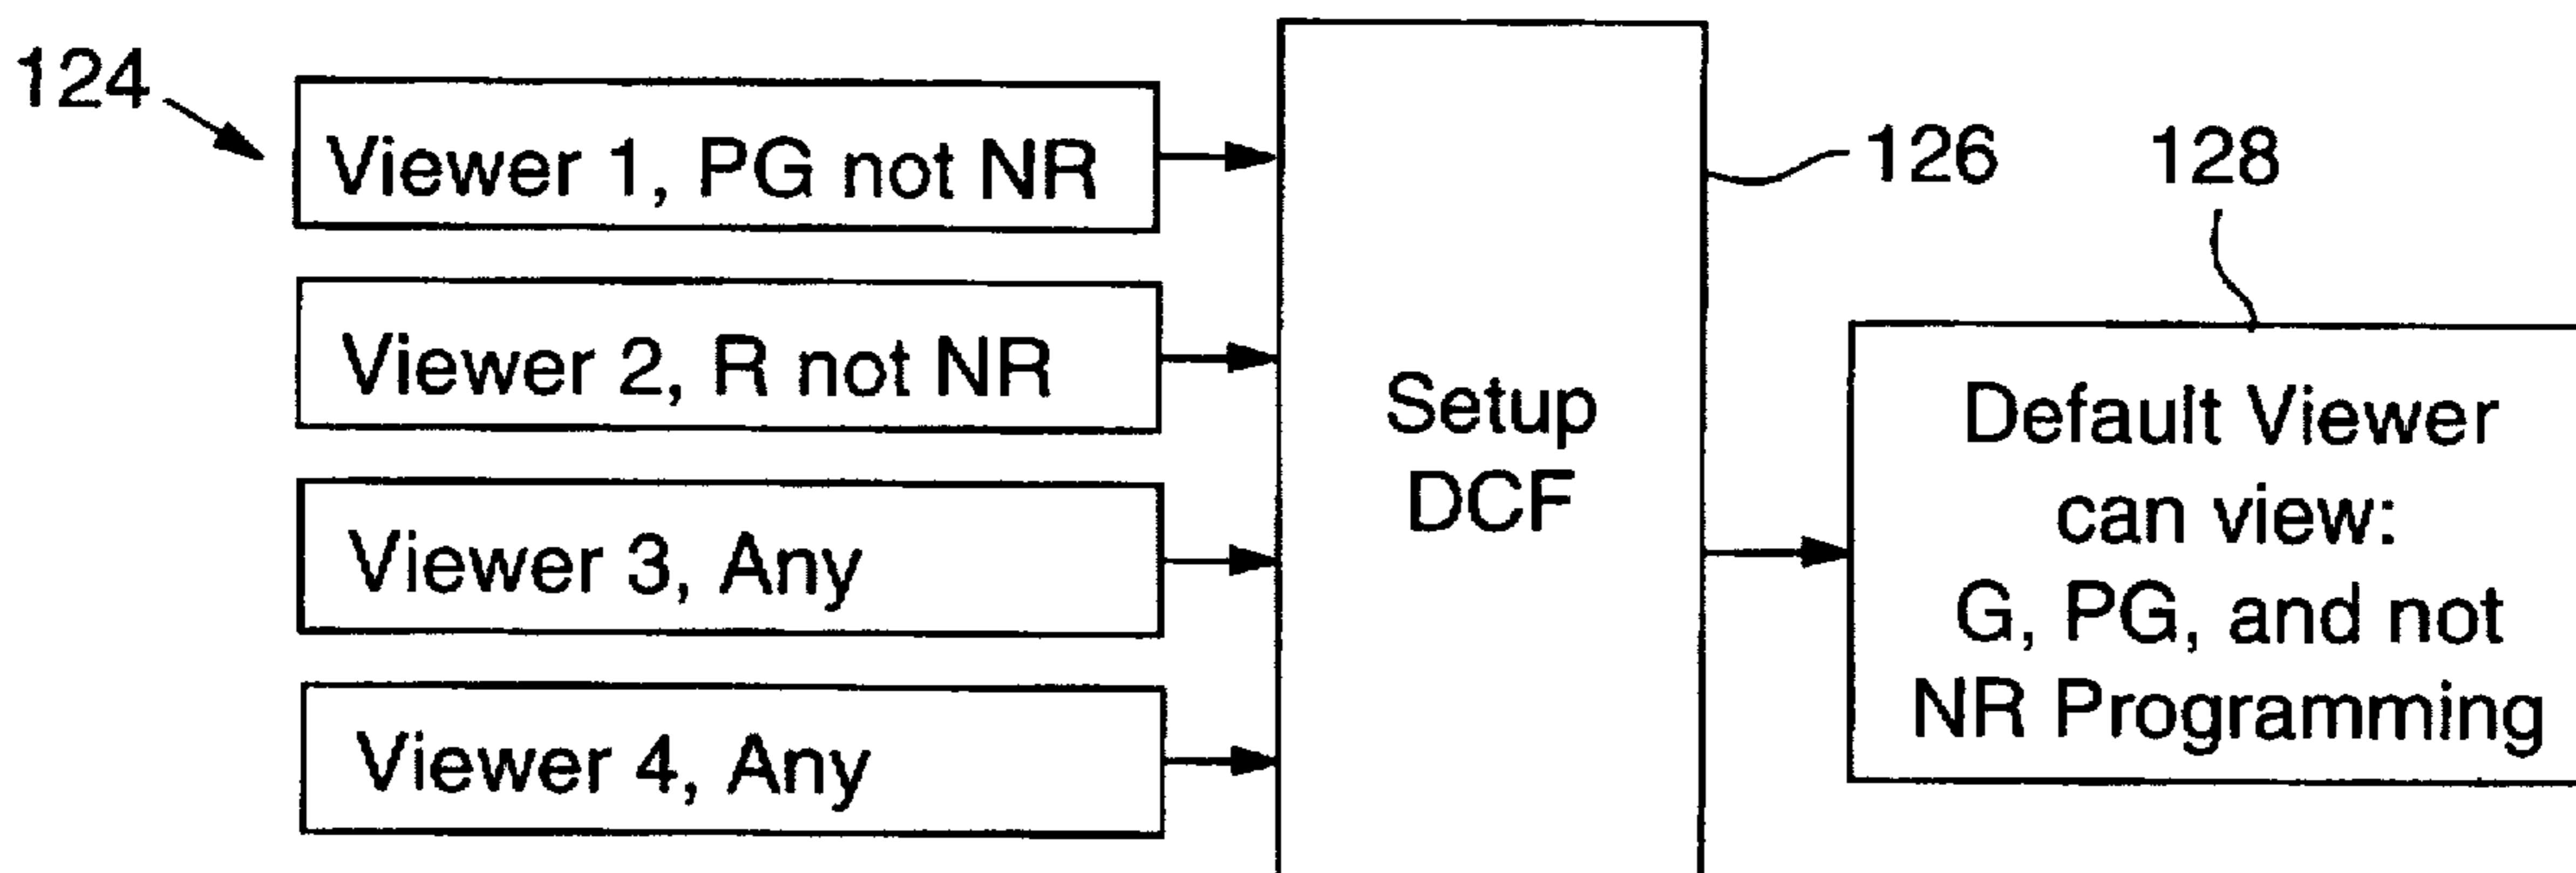 124
Viewer 1, PG not NR
Viewer 2, R not NR
Viewer 3, Any
Viewer 4, Any
Setup
DCF
126
128
Default Viewer
can view:
G, PG, and not
NR Programming